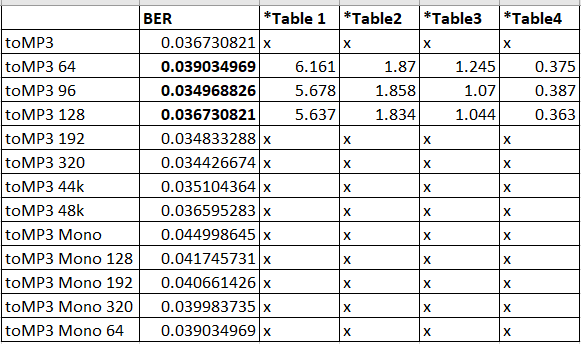 BER *Table 1 *Table2 *Table3 *Table4
toMP3 0.036730821 x x x x
toMP3 64 0.039034969 6.161 1.87 1.245 0.375
toMP3 96 0.034968826 5.678 1.858 1.07 0.387
toMP3 128 0.036730821 5.637 1.834 1.044 0.363
toMP3 192 0.034833288 x x x x
toMP3 320 0.034426674 x x x x
toMP3 44k 0.035104364 x x x x
toMP3 48k 0.036595283 x x x x
toMP3 Mono 0.044998645 x x x x
toMP3 Mono 128 0.041745731 x x x x
toMP3 Mono 192 0.040661426 x x x x
toMP3 Mono 320 0.039983735 x x x x
toMP3 Mono 64 0.039034969 x x x x